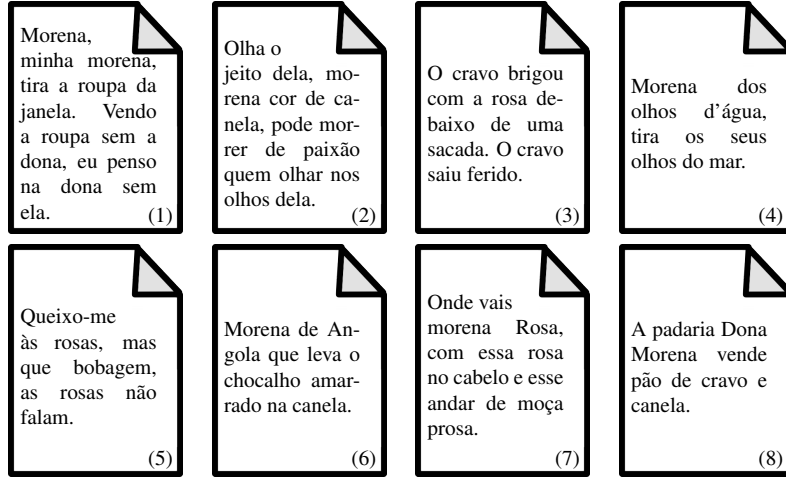 Morena,
minha morena,
tira a roupa da
janela. Vendo
a roupa sem a
dona, eu penso
na dona sem
ela.
(1)
Olha o
jeito dela, mo-
rena cor de ca-
nela, pode mor-
rer de paixão
quem olhar nos
olhos dela.
(2)
O cravo brigou
com a rosa de-
baixo de uma
sacada. O cravo
saiu ferido.
(3)
Morena dos
olhos d'água,
tira os seus
olhos do mar.
(4)
Queixo-me
às rosas, mas
que bobagem,
as rosas não
falam.
(5)
Morena de An-
gola que leva o
chocalho amar-
rado na canela.
(6)
Onde vais
morena Rosa,
com essa rosa
no cabelo e esse
andar de moça
prosa.
(7)
A padaria Dona
Morena vende
pão de cravo e
canela.
(8)